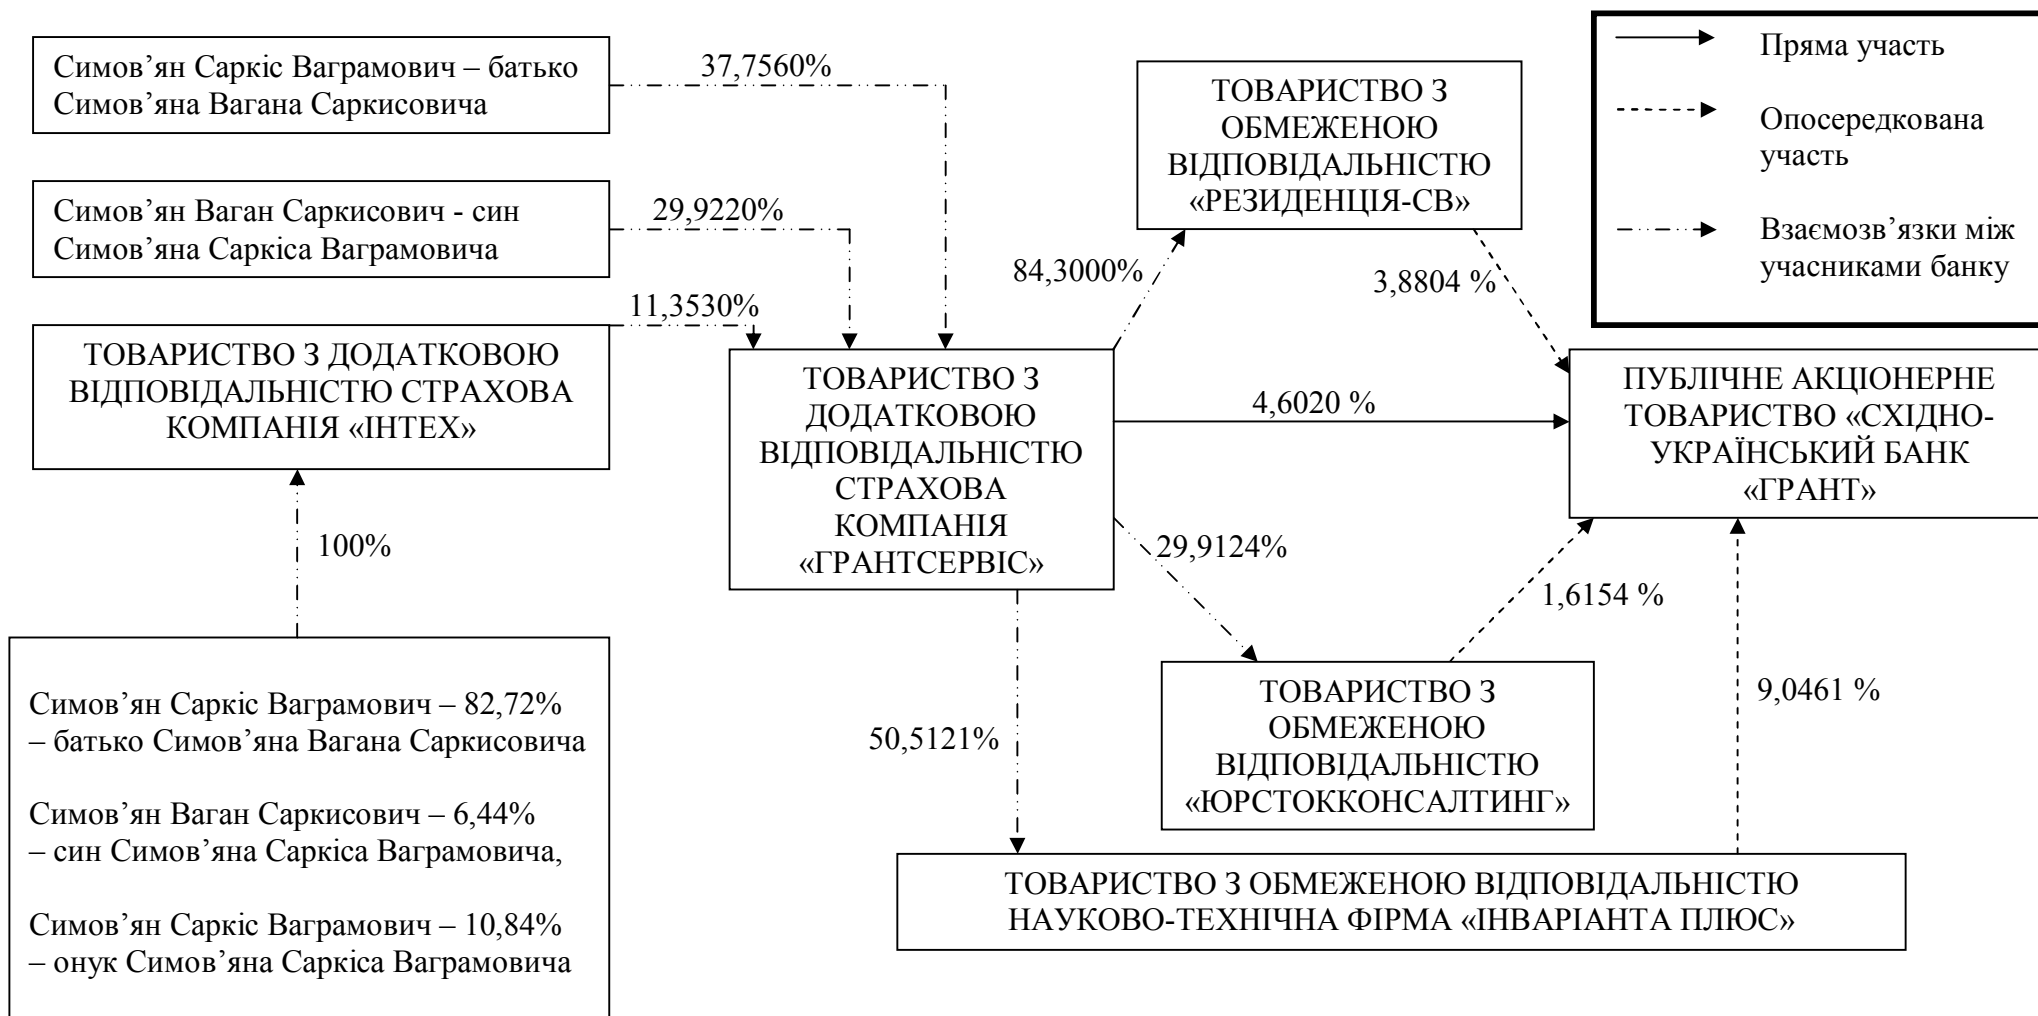 Симов’ян Саркіс Ваграмович – батько
Симов’яна Вагана Саркисовича
37,7560%
Симов’ян Ваган Саркисович - син
Симов’яна Саркіса Ваграмовича
29,9220%
11,3530%
ТОВАРИСТВО З ДОДАТКОВОЮ
ВІДПОВІДАЛЬНІСТЮ СТРАХОВА
КОМПАНІЯ «ІНТЕХ»
100%
Симов’ян Саркіс Ваграмович – 82,72%
– батько Симов’яна Вагана Саркисовича
Симов’ян Ваган Саркисович – 6,44%
– син Симов’яна Саркіса Ваграмовича,
Симов’ян Саркіс Ваграмович – 10,84%
– онук Симов’яна Саркіса Ваграмовича
ТОВАРИСТВО З
ДОДАТКОВОЮ
ВІДПОВІДАЛЬНІСТЮ
СТРАХОВА
КОМПАНІЯ
«ГРАНТСЕРВІС»
84,3000%
ТОВАРИСТВО З
ОБМЕЖЕНОЮ
ВІДПОВІДАЛЬНІСТЮ
«РЕЗИДЕНЦІЯ-СВ»
3,8804 %
4,6020 %
29,9124%
1,6154 %
ТОВАРИСТВО З
ОБМЕЖЕНОЮ
ВІДПОВІДАЛЬНІСТЮ
«ЮРСТОККОНСАЛТИНГ»
50,5121%
9,0461 %
ТОВАРИСТВО З ОБМЕЖЕНОЮ ВІДПОВІДАЛЬНІСТЮ
НАУКОВО-ТЕХНІЧНА ФІРМА «ІНВАРІАНТА ПЛЮС»
ПУБЛІЧНЕ АКЦІОНЕРНЕ
ТОВАРИСТВО «СХІДНО-
УКРАЇНСЬКИЙ БАНК
«ГРАНТ»
Пряма участь
Опосередкована
участь
Взаємозв’язки між
учасниками банку